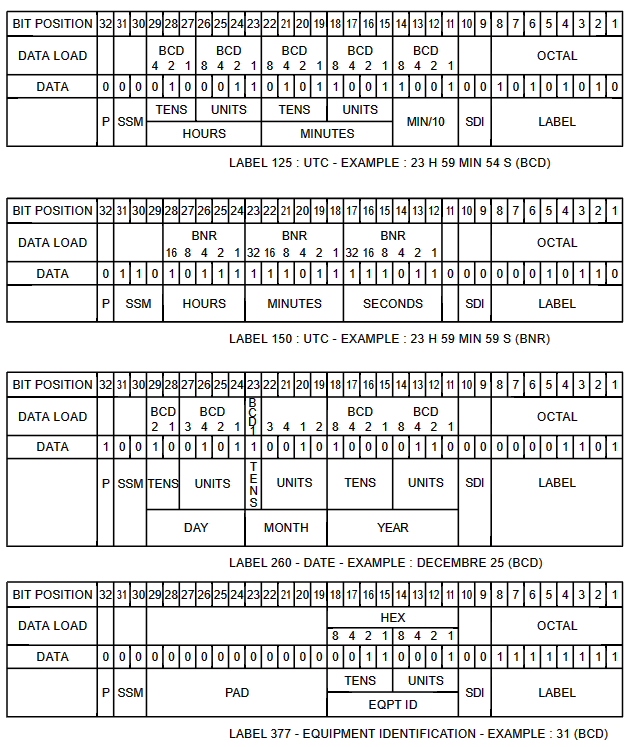 BIT POSITION 32 31 30 29 28 27 26 25 24 23 22 21 20 19 18 17 16 15 14 13 12 11 10 9 8 7 6 5 4 3 2 1
DATA LOAD BCD BCD BCD BCD BCD OCTAL
4 2 1 8 4 2 1 8 4 2 1 8 4 2 1 8 4 2 1
DATA 0 0 0 0 1 0 0 0 1 1 0 1 0 1 1 0 0 1 1 0 0 1 0 0 1 0 1 0 1 0 1 0
P SSM TENS UNITS TENS UNITS MIN/10 SDI LABEL
HOURS MINUTES
LABEL 125 : UTC - EXAMPLE : 23 H 59 MIN 54 S (BCD)
BIT POSITION 32 31 30 29 28 27 26 25 24 23 22 21 20 19 18 17 16 15 14 13 12 11 10 9 8 7 6 5 4 3 2 1
DATA LOAD BNR BNR BNR OCTAL
16 8 4 2 1 32 16 8 4 2 1 32 16 8 4 2 1
DATA 0 1 1 0 1 0 1 1 1 1 1 1 0 1 1 1 1 1 0 1 1 0 0 0 0 0 0 1 0 1 1 0
P SSM HOURS MINUTES SECONDS SDI LABEL
LABEL 150 : UTC - EXAMPLE : 23 H 59 MIN 59 S (BNR)
BIT POSITION 32 31 30 29 28 27 26 25 24 23 22 21 20 19 18 17 16 15 14 13 12 11 10 9 8 7 6 5 4 3 2 1
DATA LOAD BCD BCD BCD1 BCD BCD OCTAL
2 1 3 4 2 1 3 4 1 2 8 4 2 1 8 4 2 1
DATA 1 0 0 1 0 0 1 0 1 1 0 0 1 0 1 0 0 0 0 1 1 0 0 0 0 0 0 0 1 1 0 1
P SSM TENS UNITS TENS UNITS TENS UNITS SDI LABEL
DAY MONTH YEAR
LABEL 260 - DATE - EXAMPLE : DECEMBRE 25 (BCD)
BIT POSITION 32 31 30 29 28 27 26 25 24 23 22 21 20 19 18 17 16 15 14 13 12 11 10 9 8 7 6 5 4 3 2 1
DATA LOAD HEX OCTAL
8 4 2 1 8 4 2 1
DATA 0 0 0 0 0 0 0 0 0 0 0 0 0 0 0 0 1 1 0 0 0 1 0 0 1 1 1 1 1 1 1 1
P SSM PAD TENS UNITS SDI LABEL
EQPT ID
LABEL 377 - EQUIPMENT IDENTIFICATION - EXAMPLE : 31 (BCD)